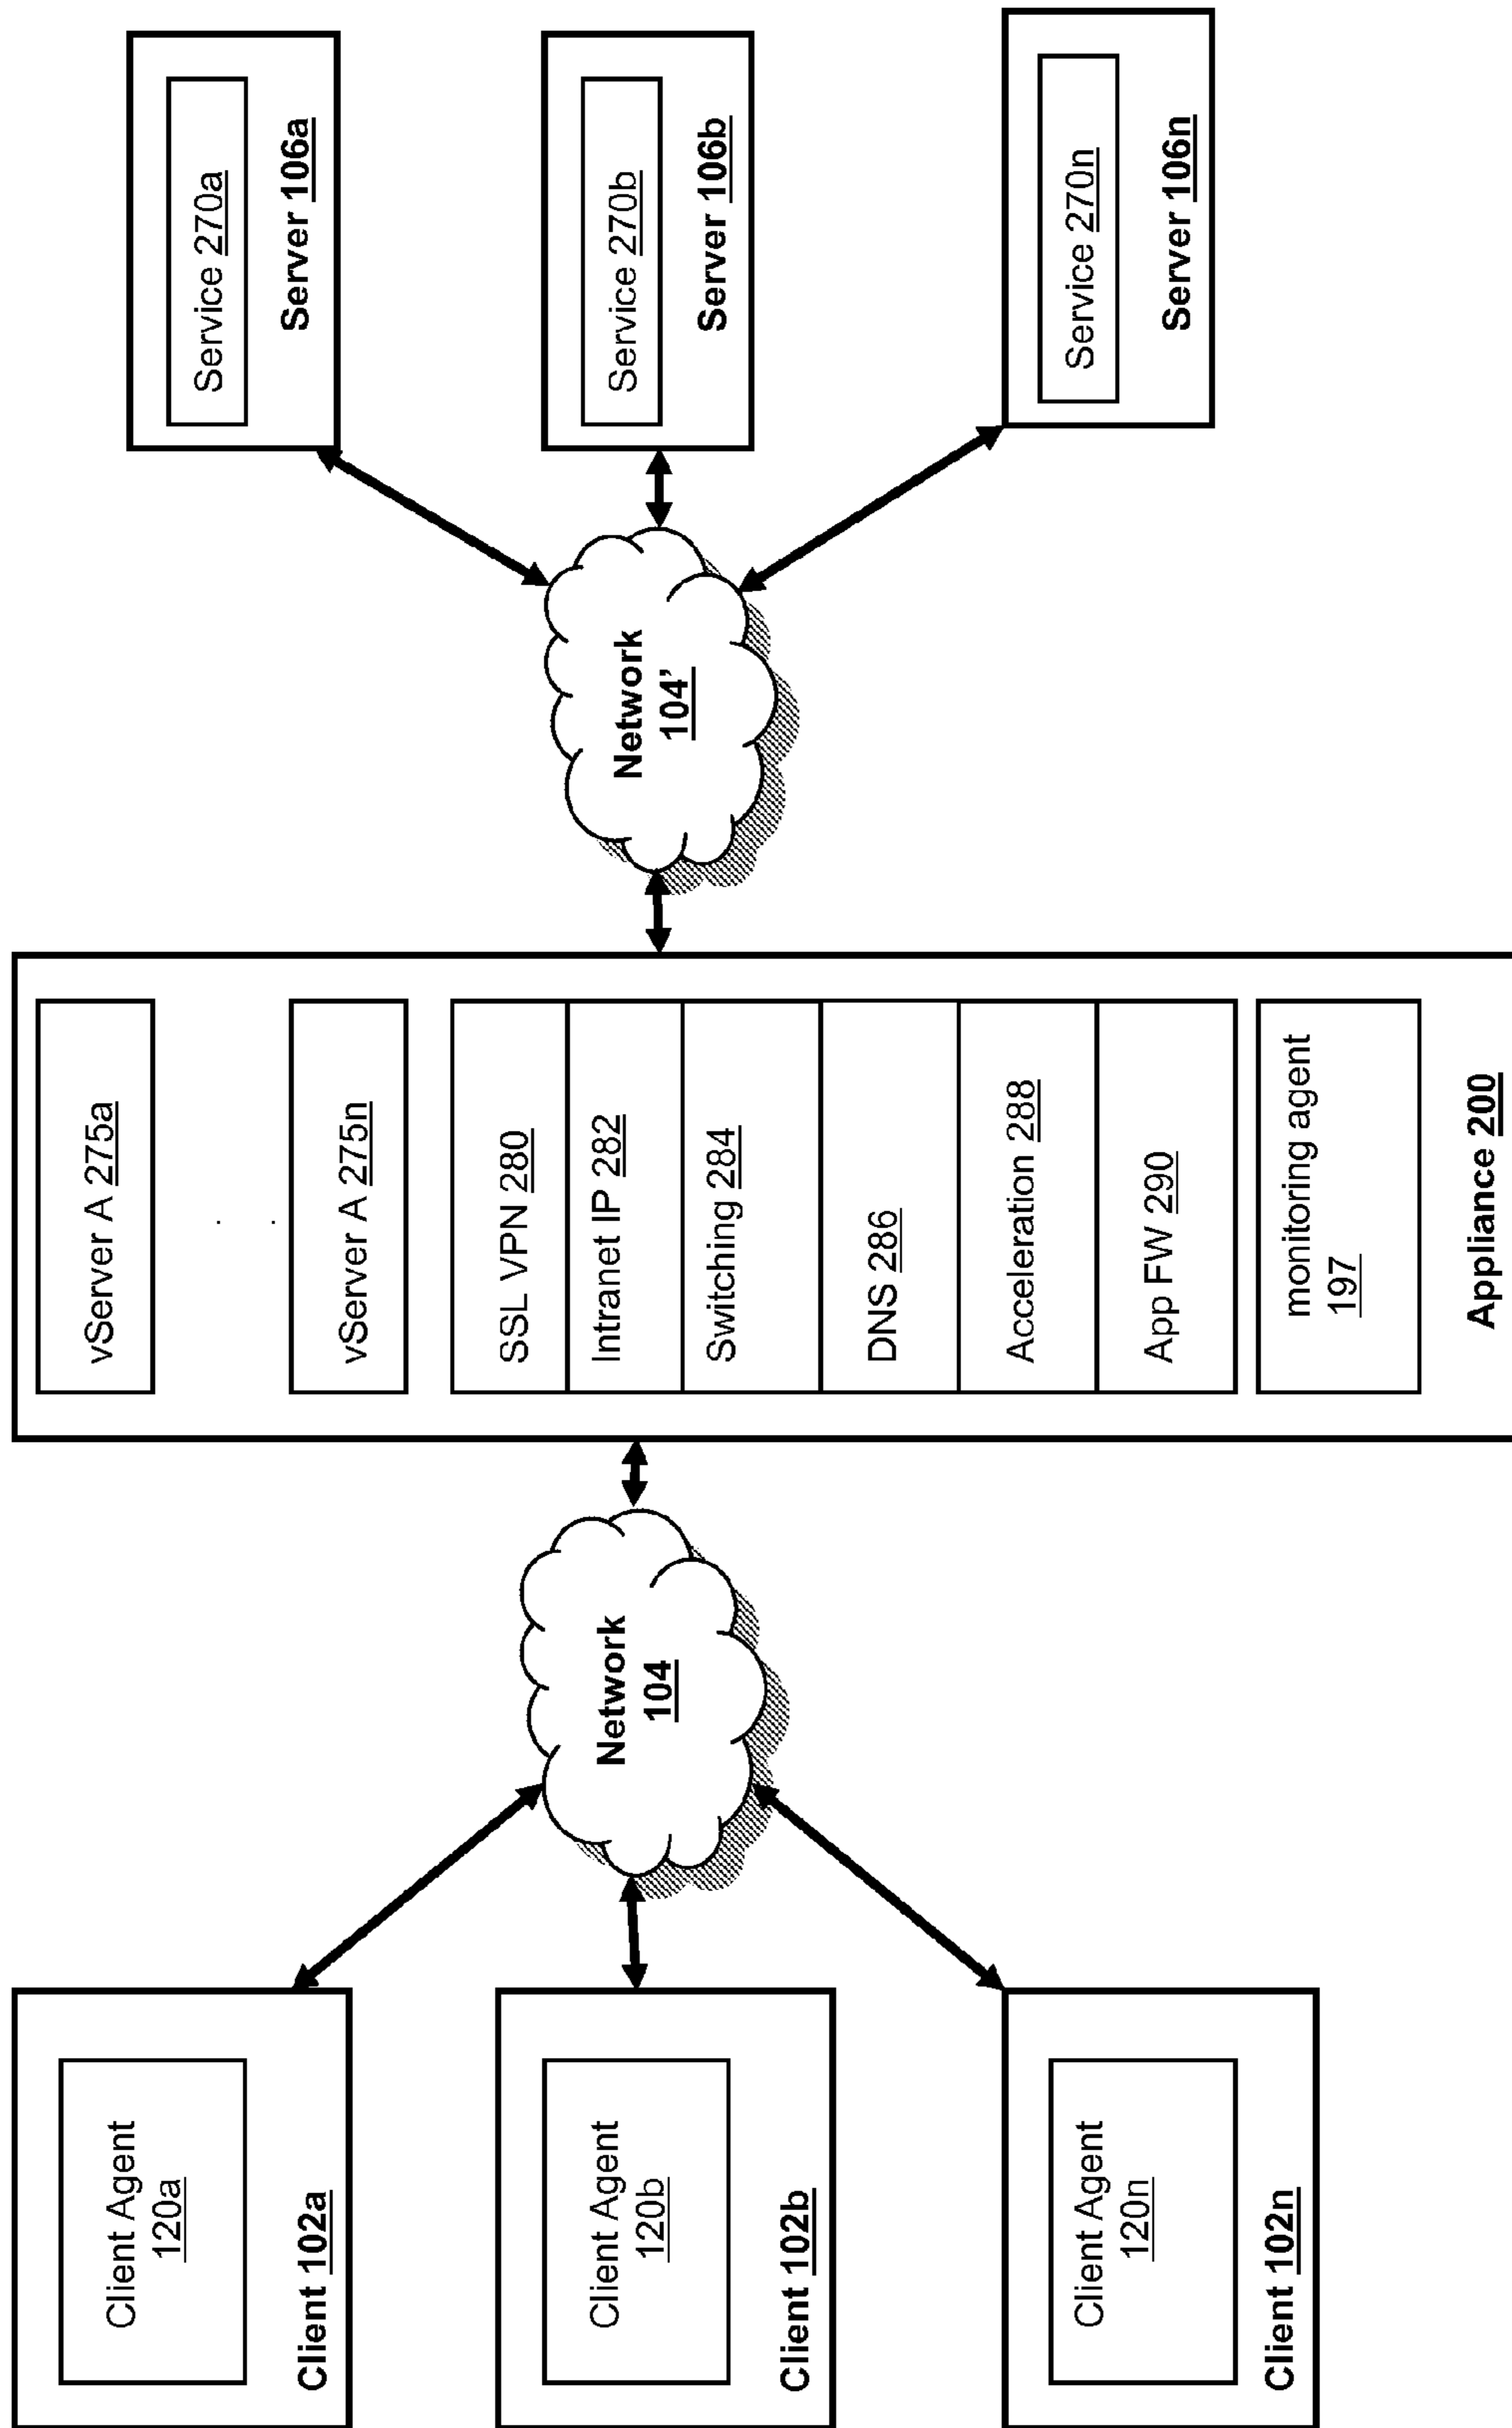 Client Agent
120a
Client 102a
Client Agent
120b
Client 102b
Client Agent
120n
Client 102n
Network
104
vServer A 275a
.
.
vServer A 275n
SSL VPN 280
Intranet IP 282
Switching 284
DNS 286
Acceleration 288
App FW 290
monitoring agent
197
Appliance 200
Network
104’
Service 270a
Server 106a
Service 270b
Server 106b
Service 270n
Server 106n